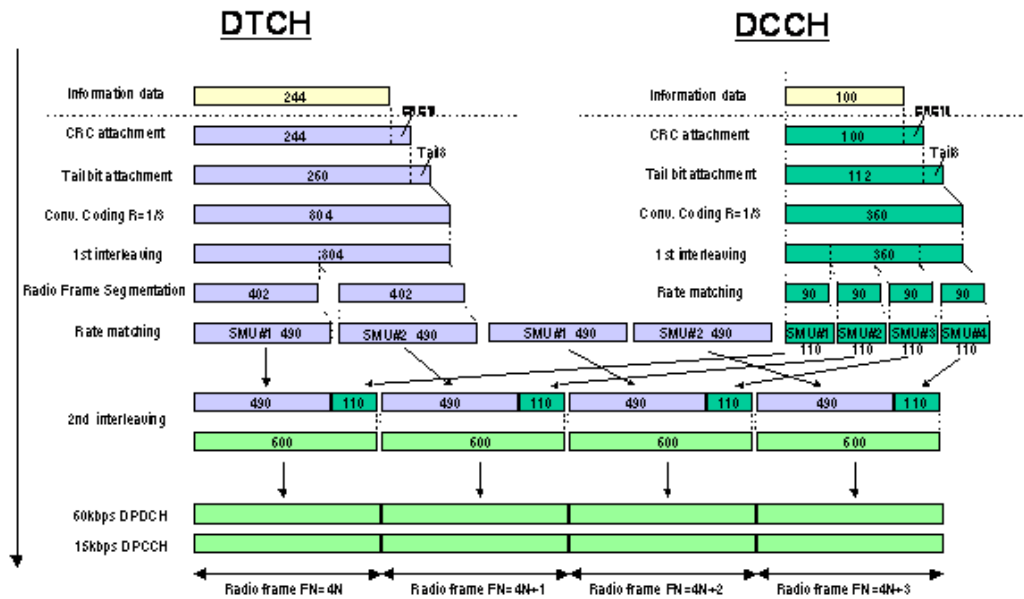 DTCH DCCH
Information data 244 Information data 100
CRC16 CRC12
CRC attachment 244 CRC attachment 100
Tail8 Tail8
Tail bit attachment 260 Tail bit attachment 112
Conv. Coding R=1/3 804 Conv. Coding R=1/3 360
1st interleaving 804 1st interleaving 360
Radio Frame Segmentation 402 402 Rate matching 90 90 90 90
Rate matching SMU#1 490 SMU#2 490 SMU#1 490 SMU#2 490 SMU#1 SMU#2 SMU#3 SMU#4
110 110 110 110
490 110 490 110 490 110 490 110
2nd interleaving
600 600 600 600
60kbps DPDCH
15kbps DPCCH
Radio frame FN=4N Radio frame FN=4N+1 Radio frame FN=4N+2 Radio frame FN=4N+3